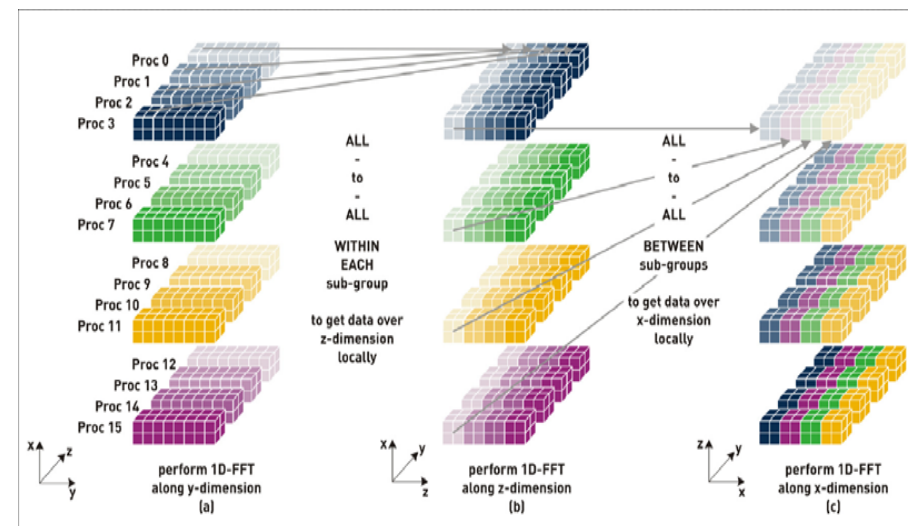 Proc 0
Proc 1
Proc 2
Proc 3
Proc 4
Proc 5
Proc 6
Proc 7
Proc 8
Proc 9
Proc 10
Proc 11
Proc 12
Proc 13
Proc 14
Proc 15
x
z
y
perform 1D-FFT
along y-dimension
(a)
ALL
-
to
-
ALL
WITHIN
EACH
sub-group
to get data over
z-dimension
locally
x
y
z
perform 1D-FFT
along z-dimension
(b)
ALL
-
to
-
ALL
BETWEEN
sub-groups
to get data over
x-dimension
locally
z
y
x
perform 1D-FFT
along x-dimension
(c)